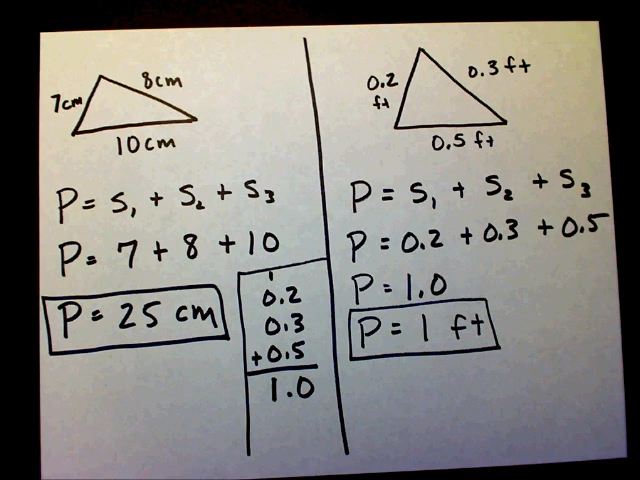 7cm
8cm
10cm
P= S₁ + S₂ + S₃
P= 7 + 8 + 10
P= 25 cm
1
0.2
0.3
+0.5
1.0
0.2
ft
0.3 ft
0.5 ft
P= S₁ + S₂ + S₃
P= 0.2 + 0.3 + 0.5
P= 1.0
P= 1 ft